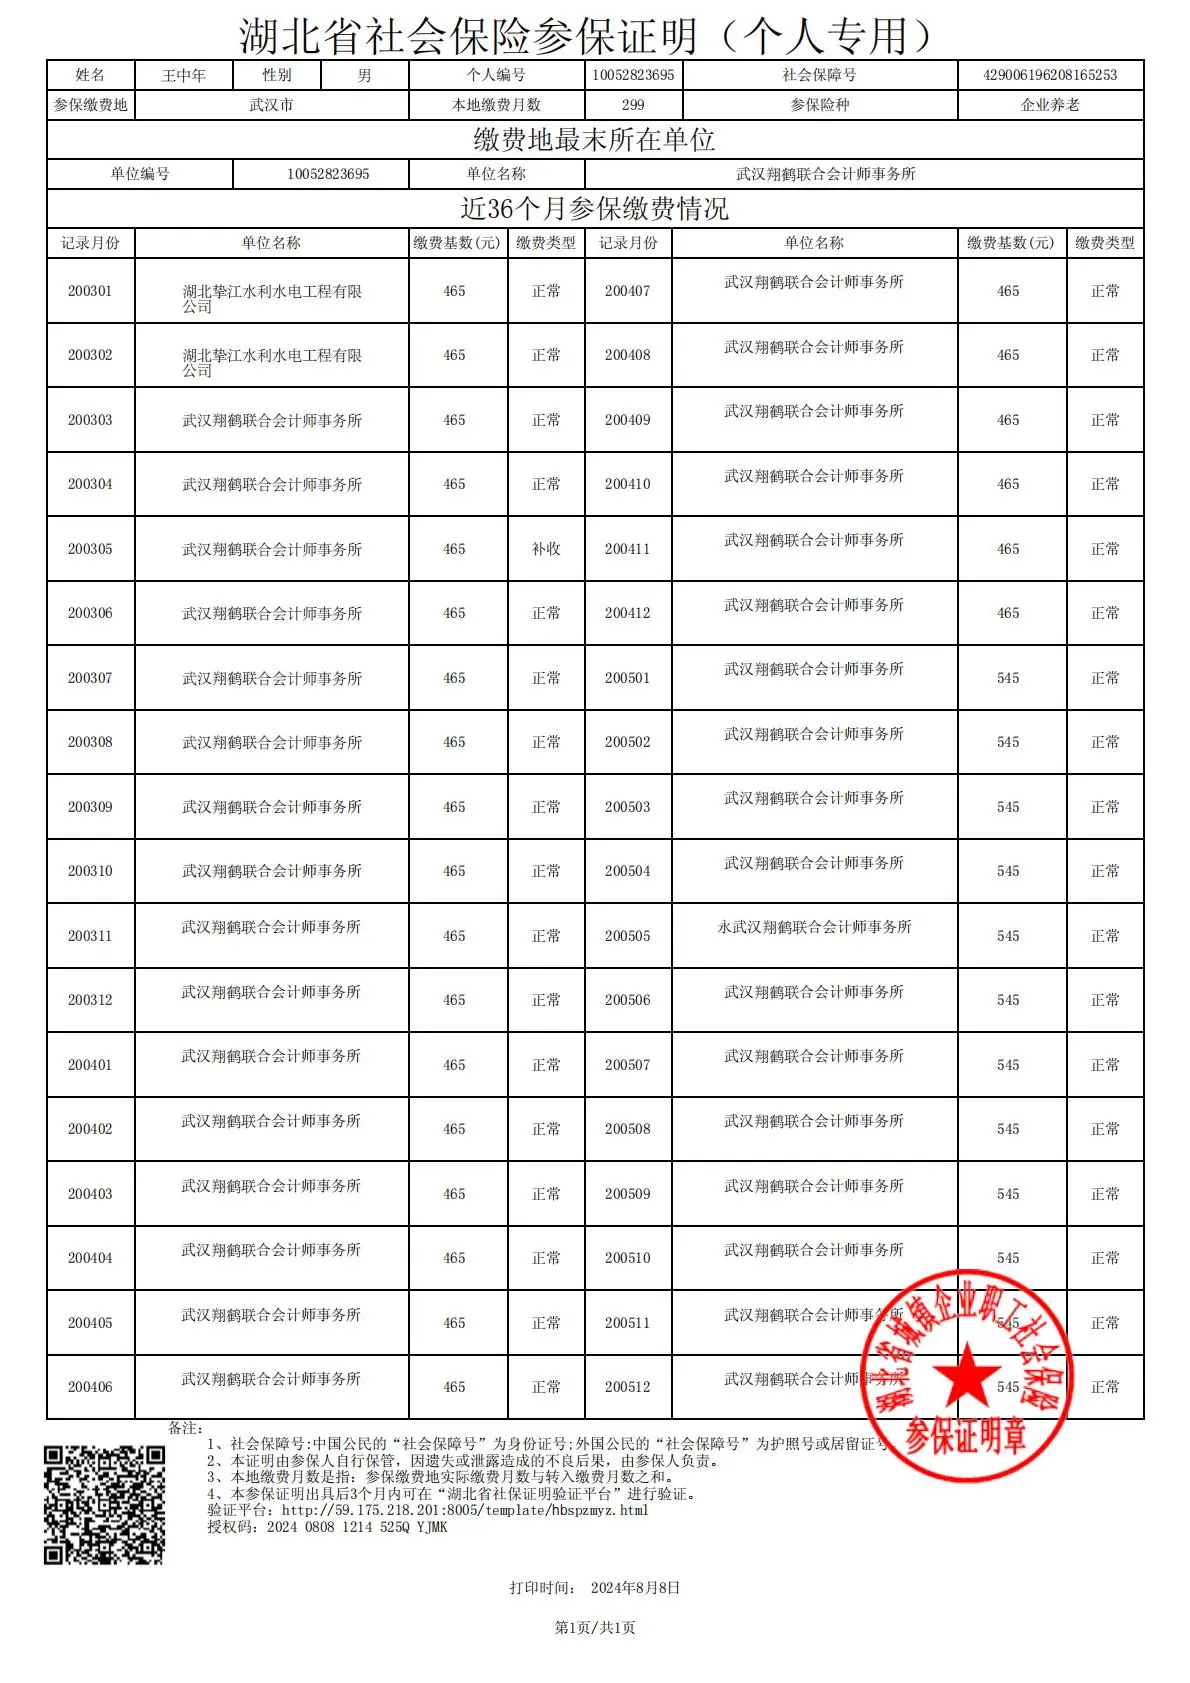 湖北省社会保险参保证明（个人专用）
姓名 王中年 性别 男 个人编号 10052823695 社会保障号 429006196208165253
参保缴费地 武汉市 本地缴费月数 299 参保险种 企业养老
缴费地最末所在单位
单位编号 10052823695 单位名称 武汉翔鹤联合会计师事务所
近36个月参保缴费情况
记录月份 单位名称 缴费基数(元) 缴费类型 记录月份 单位名称 缴费基数(元) 缴费类型
200301 湖北挚江水利水电工程有限公司 465 正常 200407 武汉翔鹤联合会计师事务所 465 正常
200302 湖北挚江水利水电工程有限公司 465 正常 200408 武汉翔鹤联合会计师事务所 465 正常
200303 武汉翔鹤联合会计师事务所 465 正常 200409 武汉翔鹤联合会计师事务所 465 正常
200304 武汉翔鹤联合会计师事务所 465 正常 200410 武汉翔鹤联合会计师事务所 465 正常
200305 武汉翔鹤联合会计师事务所 465 补收 200411 武汉翔鹤联合会计师事务所 465 正常
200306 武汉翔鹤联合会计师事务所 465 正常 200412 武汉翔鹤联合会计师事务所 465 正常
200307 武汉翔鹤联合会计师事务所 465 正常 200501 武汉翔鹤联合会计师事务所 545 正常
200308 武汉翔鹤联合会计师事务所 465 正常 200502 武汉翔鹤联合会计师事务所 545 正常
200309 武汉翔鹤联合会计师事务所 465 正常 200503 武汉翔鹤联合会计师事务所 545 正常
200310 武汉翔鹤联合会计师事务所 465 正常 200504 武汉翔鹤联合会计师事务所 545 正常
200311 武汉翔鹤联合会计师事务所 465 正常 200505 永武汉翔鹤联合会计师事务所 545 正常
200312 武汉翔鹤联合会计师事务所 465 正常 200506 武汉翔鹤联合会计师事务所 545 正常
200401 武汉翔鹤联合会计师事务所 465 正常 200507 武汉翔鹤联合会计师事务所 545 正常
200402 武汉翔鹤联合会计师事务所 465 正常 200508 武汉翔鹤联合会计师事务所 545 正常
200403 武汉翔鹤联合会计师事务所 465 正常 200509 武汉翔鹤联合会计师事务所 545 正常
200404 武汉翔鹤联合会计师事务所 465 正常 200510 武汉翔鹤联合会计师事务所 545 正常
200405 武汉翔鹤联合会计师事务所 465 正常 200511 武汉翔鹤联合会计师事务所 545 正常
200406 武汉翔鹤联合会计师事务所 465 正常 200512 武汉翔鹤联合会计师事务所 545 正常
湖北省城镇企业职工社会保险
参保证明章
备注：
1、社会保障号:中国公民的“社会保障号”为身份证号;外国公民的“社会保障号”为护照号或居留证号。
2、本证明由参保人自行保管，因遗失或泄露造成的不良后果，由参保人负责。
3、本地缴费月数是指：参保缴费地实际缴费月数与转入缴费月数之和。
4、本参保证明出具后3个月内可在“湖北省社保证明验证平台”进行验证。
验证平台：http://59.175.218.201:8005/template/hbspzmyz.html
授权码：2024 0808 1214 525Q YJMK
打印时间： 2024年8月8日
第1页/共1页